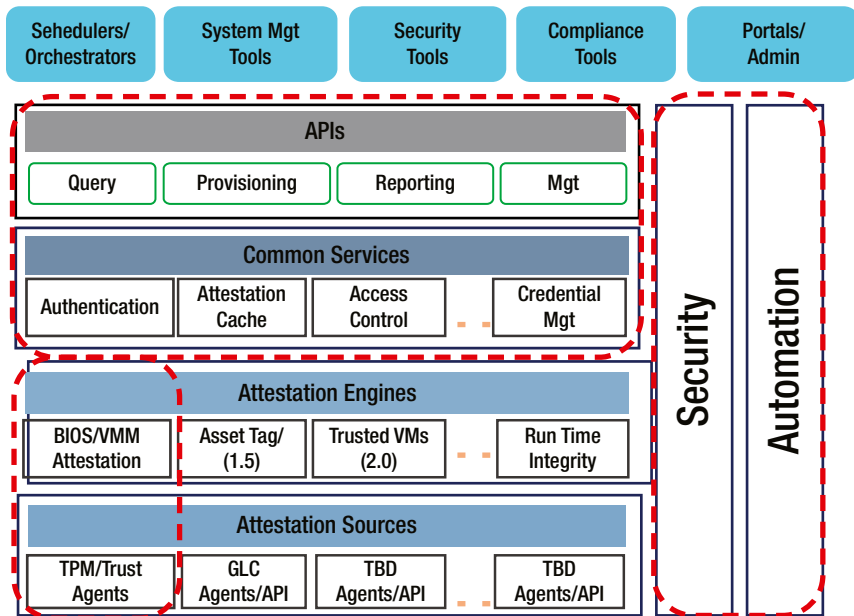 Sehedulers/
Orchestrators
System Mgt
Tools
Security
Tools
Compliance
Tools
Portals/
Admin
APIs
Query
Provisioning
Reporting
Mgt
Common Services
Authentication
Attestation
Cache
Access
Control
Credential
Mgt
Attestation Engines
BIOS/VMM
Attestation
Asset Tag/
(1.5)
Trusted VMs
(2.0)
Run Time
Integrity
Attestation Sources
TPM/Trust
Agents
GLC
Agents/API
TBD
Agents/API
TBD
Agents/API
Security
Automation